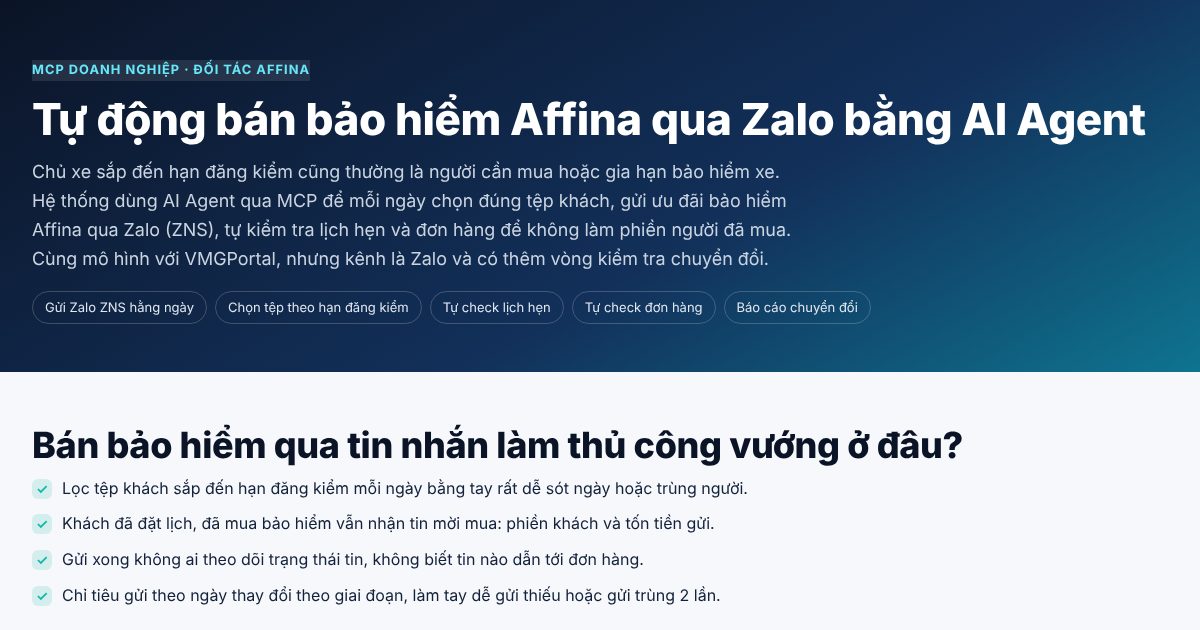 MCP DOANH NGHIỆP · ĐỐI TÁC AFFINA
Tự động bán bảo hiểm Affina qua Zalo bằng AI Agent
Chủ xe sắp đến hạn đăng kiểm cũng thường là người cần mua hoặc gia hạn bảo hiểm xe.
Hệ thống dùng AI Agent qua MCP để mỗi ngày chọn đúng tệp khách, gửi ưu đãi bảo hiểm
Affina qua Zalo (ZNS), tự kiểm tra lịch hẹn và đơn hàng để không làm phiền người đã mua.
Cùng mô hình với VMGPortal, nhưng kênh là Zalo và có thêm vòng kiểm tra chuyển đổi.
Gửi Zalo ZNS hằng ngày
Chọn tệp theo hạn đăng kiểm
Tự check lịch hẹn
Tự check đơn hàng
Báo cáo chuyển đổi
Bán bảo hiểm qua tin nhắn làm thủ công vướng ở đâu?
Lọc tệp khách sắp đến hạn đăng kiểm mỗi ngày bằng tay rất dễ sót ngày hoặc trùng người.
Khách đã đặt lịch, đã mua bảo hiểm vẫn nhận tin mời mua: phiền khách và tốn tiền gửi.
Gửi xong không ai theo dõi trạng thái tin, không biết tin nào dẫn tới đơn hàng.
Chỉ tiêu gửi theo ngày thay đổi theo giai đoạn, làm tay dễ gửi thiếu hoặc gửi trùng 2 lần.